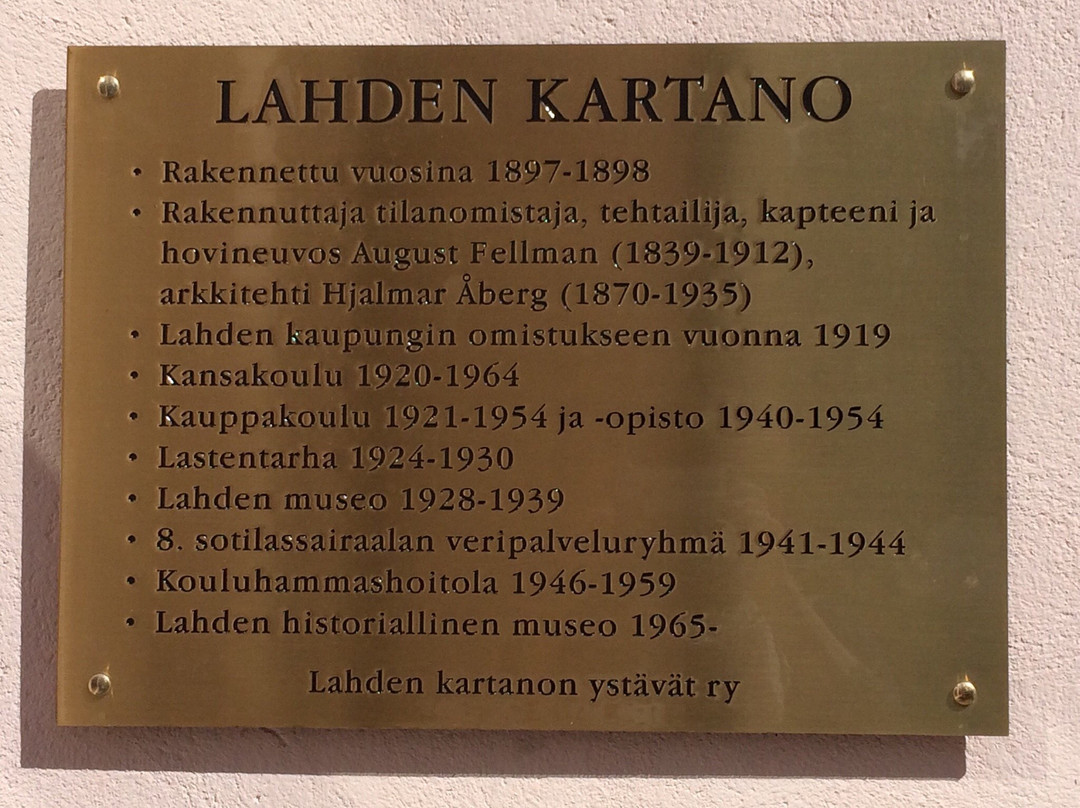 LAHDEN KARTANO
• Rakennettu vuosina 1897-1898
• Rakennuttaja tilanomistaja, tehtailija, kapteeni ja
hovineuvos August Fellman (1839-1912),
arkkitehti Hjalmar Åberg (1870-1935)
• Lahden kaupungin omistukseen vuonna 1919
• Kansakoulu 1920-1964
• Kauppakoulu 1921-1954 ja -opisto 1940-1954
• Lastentarha 1924-1930
• Lahden museo 1928-1939
• 8. sotilassairaalan veripalveluryhmä 1941-1944
• Kouluhammashoitola 1946-1959
• Lahden historiallinen museo 1965-
Lahden kartanon ystävät ry